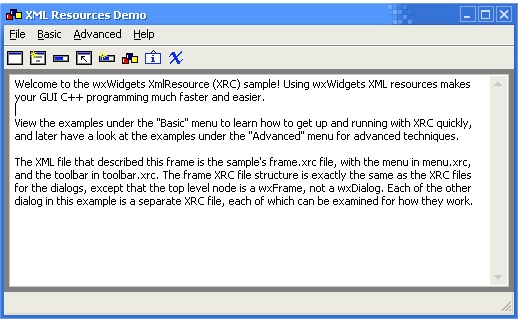 XML Resources Demo
File Basic Advanced Help
Welcome to the wxWidgets XmlResource (XRC) sample! Using wxWidgets XML resources makes
your GUI C++ programming much faster and easier.
View the examples under the "Basic" menu to learn how to get up and running with XRC quickly,
and later have a look at the examples under the "Advanced" menu for advanced techniques.
The XML file that described this frame is the sample's frame.xrc file, with the menu in menu.xrc,
and the toolbar in toolbar.xrc. The frame XRC file structure is exactly the same as the XRC files
for the dialogs, except that the top level node is a wxFrame, not a wxDialog. Each of the other
dialog in this example is a separate XRC file, each of which can be examined for how they work.